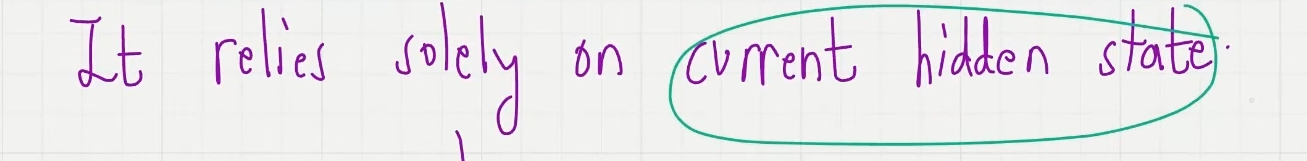 It relies solely on current hidden state.